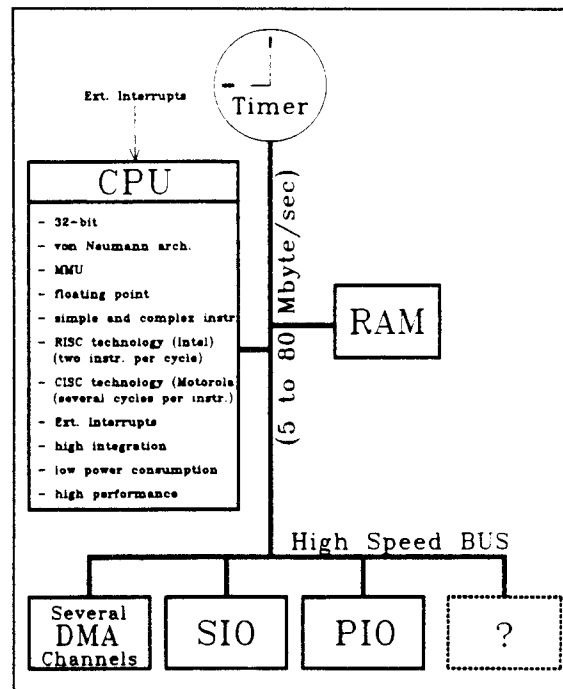 Timer
Ext. Interrupts
CPU
- 32-bit
- von Neumann arch.
- MMU
- floating point
- simple and complex instr.
- RISC technology (Intel)
(two instr. per cycle)
- CISC technology (Motorola)
(several cycles per instr.)
- Ext. Interrupts
- high integration
- low power consumption
- high performance
(5 to 80 Mbyte/sec)
RAM
High Speed BUS
Several
DMA
Channels
SIO
PIO
?